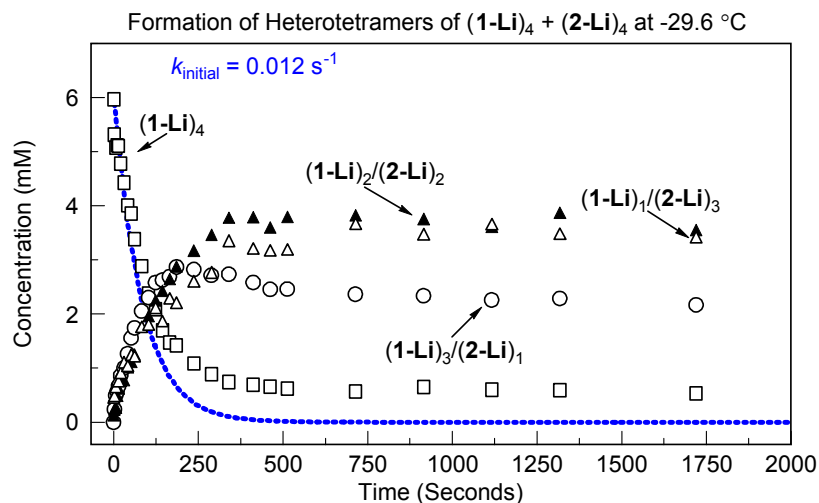 Formation of Heterotetramers of (1-Li)₄ + (2-Li)₄ at -29.6 °C
k_initial = 0.012 s⁻¹
6
(1-Li)₄
(1-Li)₂/(2-Li)₂
(1-Li)₁/(2-Li)₃
4
Concentration (mM)
2
(1-Li)₃/(2-Li)₁
0
0 250 500 750 1000 1250 1500 1750 2000
Time (Seconds)